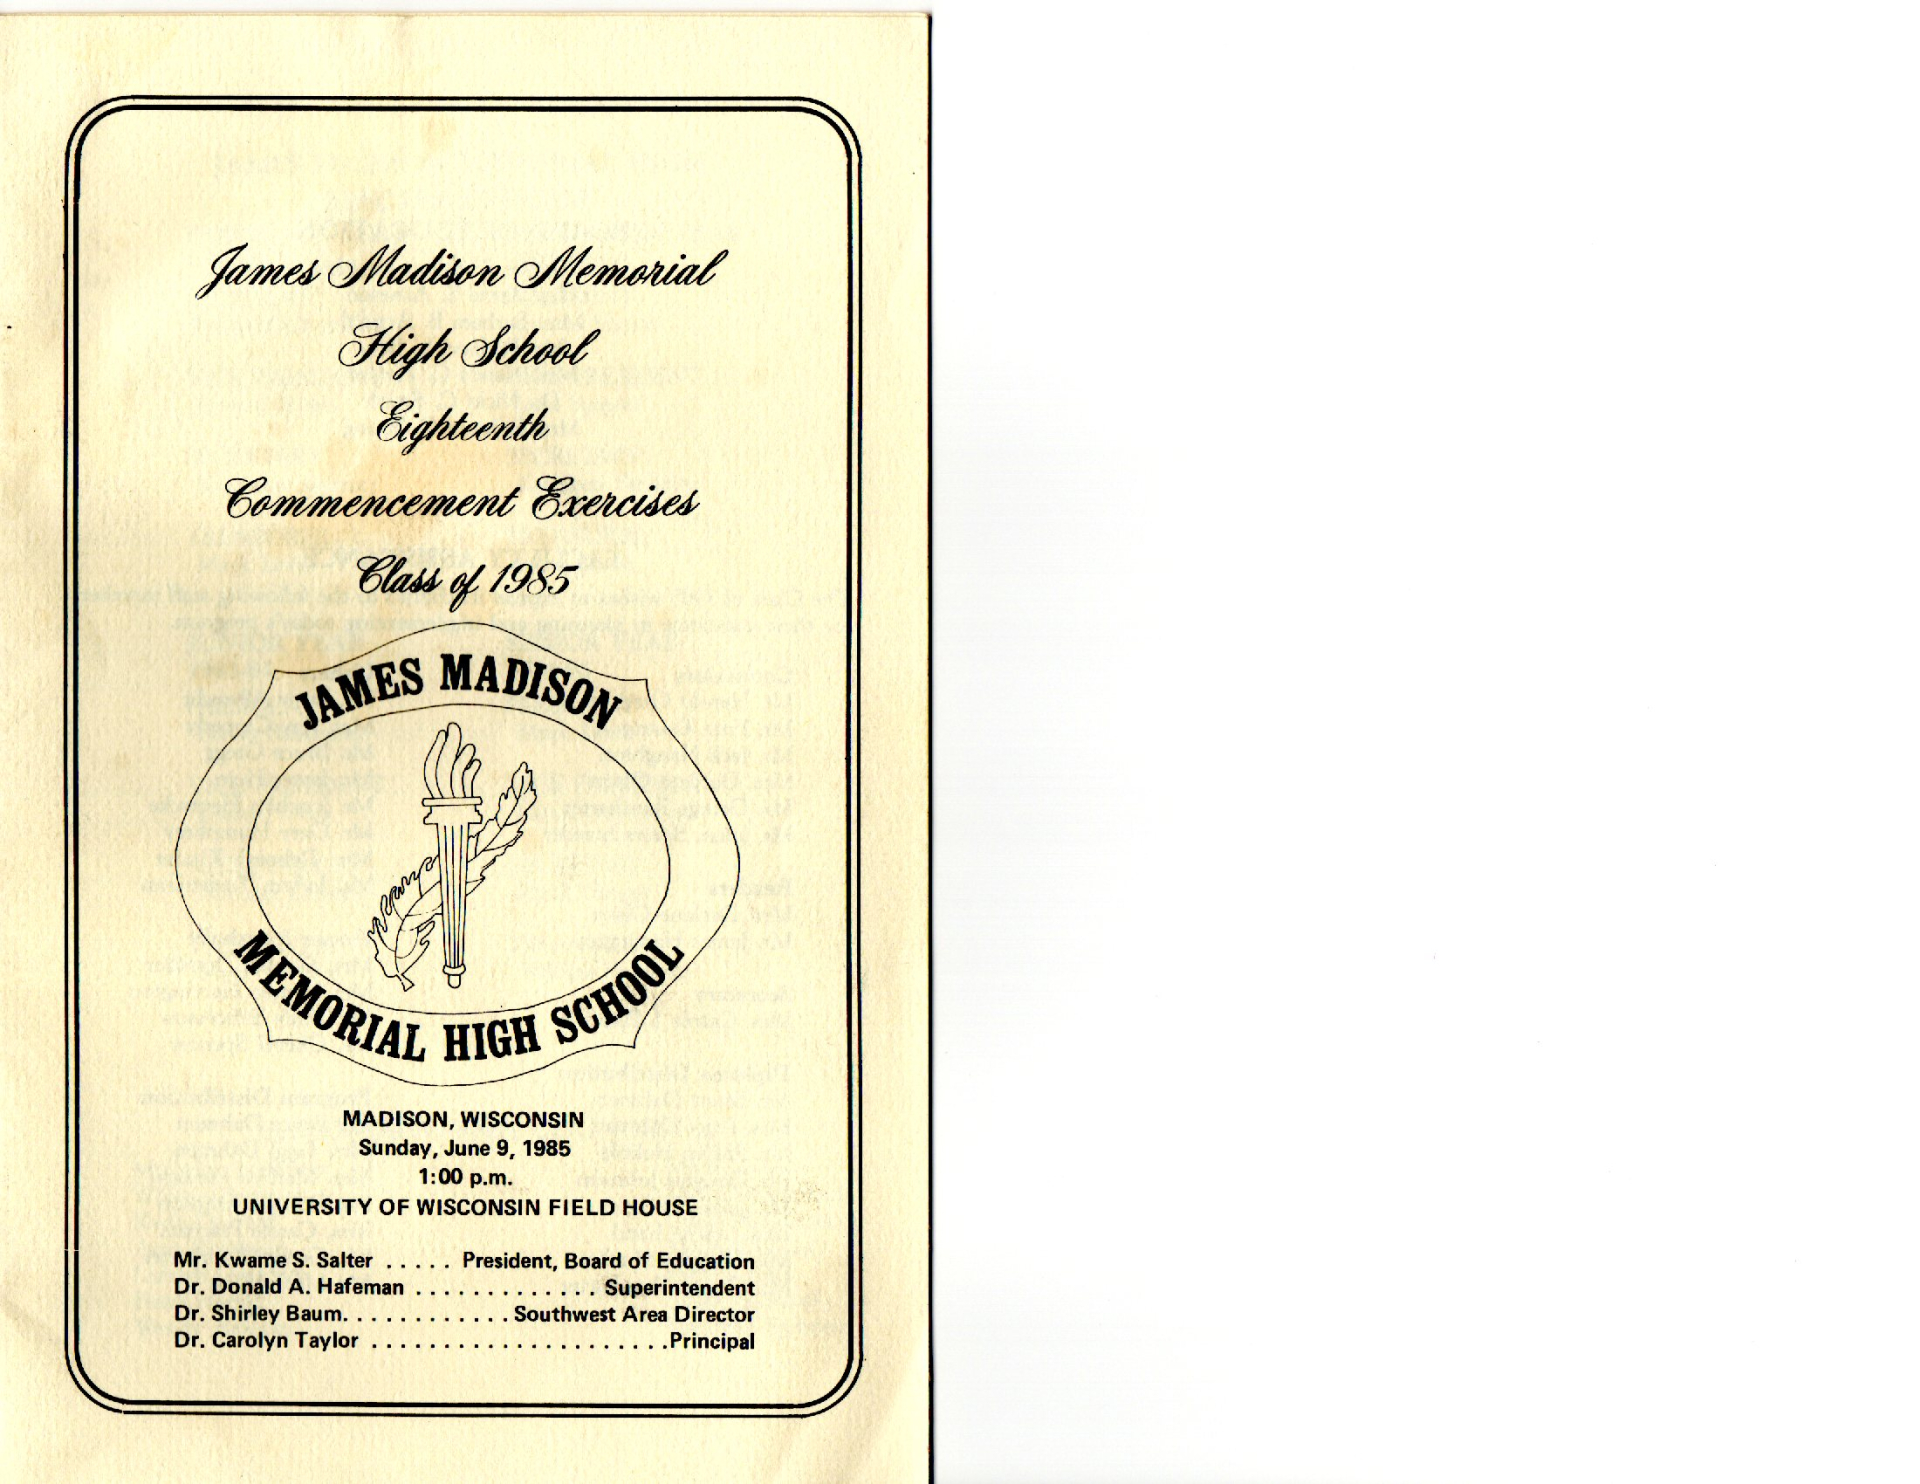 James Madison Memorial
High School
Eighteenth
Commencement Exercises
Class of 1985
JAMES MADISON
MEMORIAL HIGH SCHOOL
MADISON, WISCONSIN
Sunday, June 9, 1985
1:00 p.m.
UNIVERSITY OF WISCONSIN FIELD HOUSE
Mr. Kwame S. Salter . . . . . President, Board of Education
Dr. Donald A. Hafeman . . . . . . . . . . . . . Superintendent
Dr. Shirley Baum. . . . . . . . . . . . Southwest Area Director
Dr. Carolyn Taylor . . . . . . . . . . . . . . . . . . . . .Principal